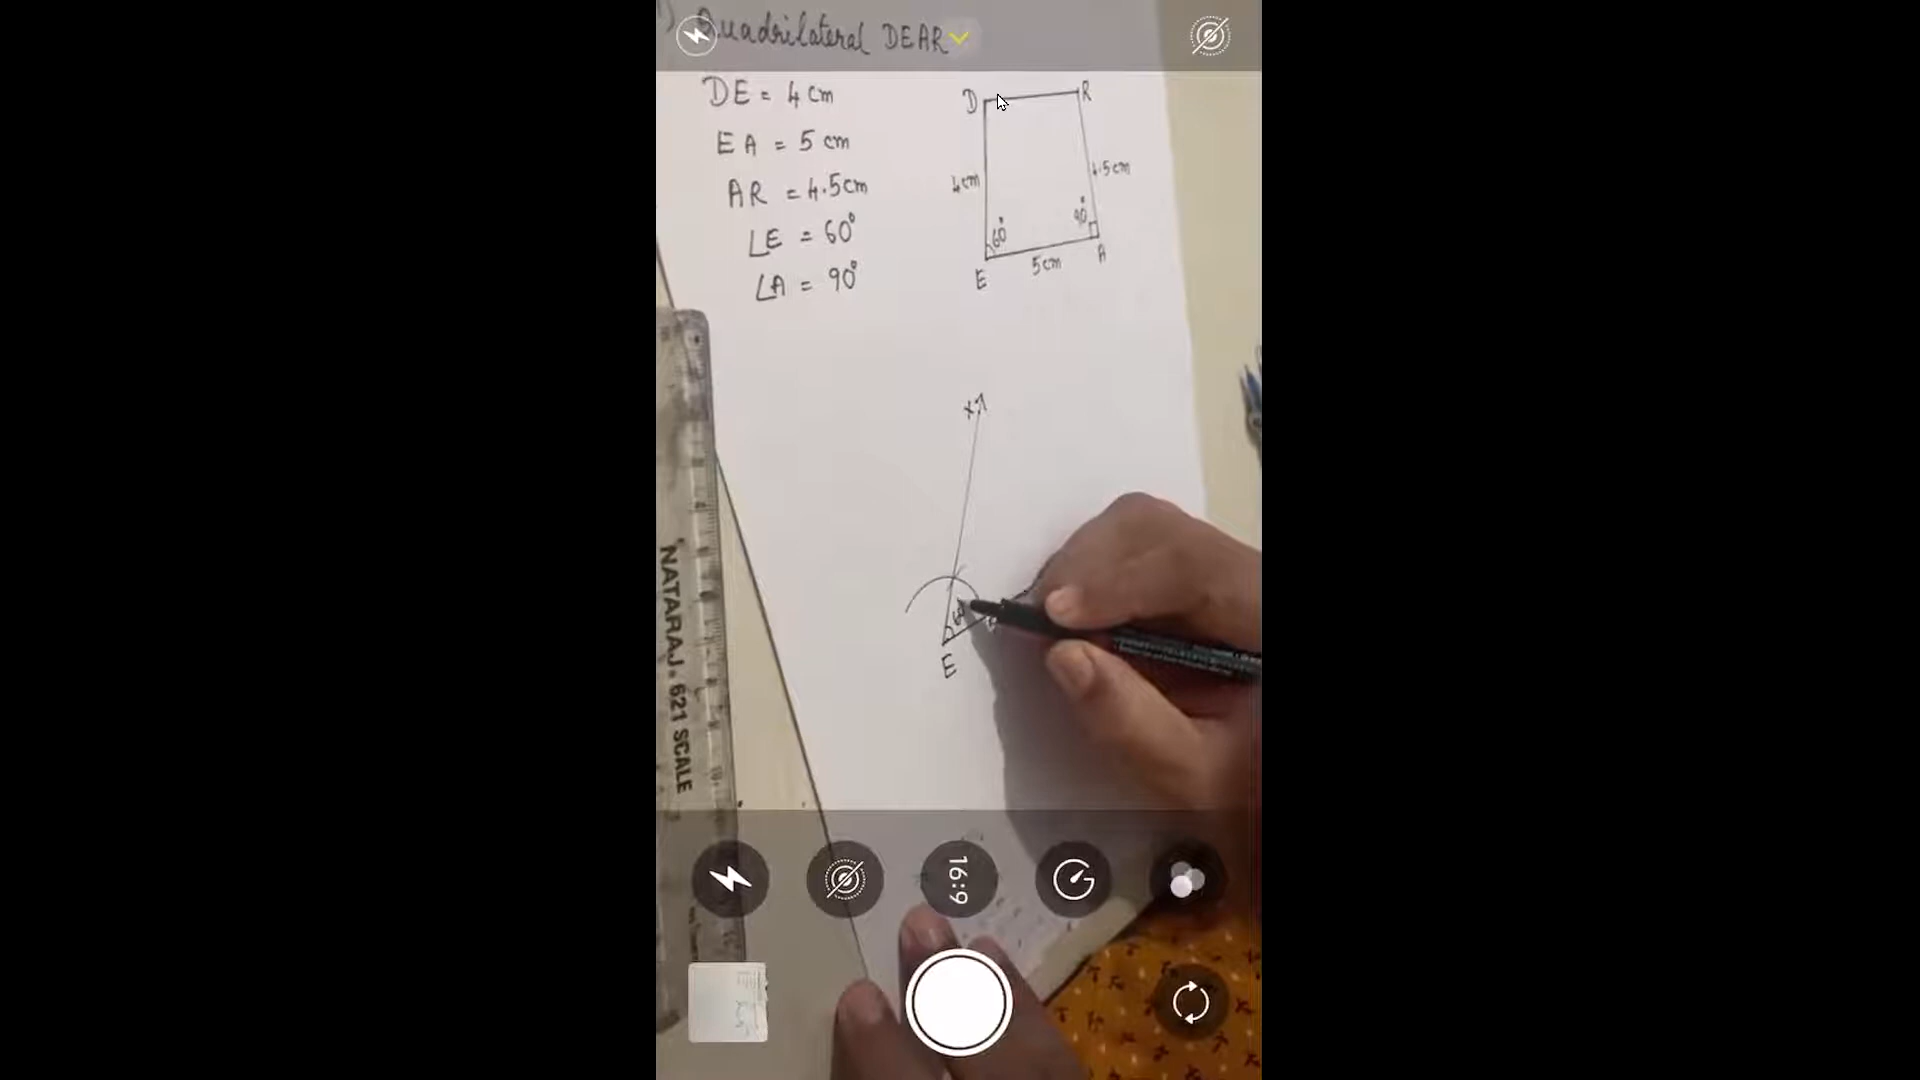 Quadrilateral DEAR
DE = 4 cm
EA = 5 cm
AR = 4.5cm
∠E = 60°
∠A = 90°
D R
4cm 4.5cm
60° 90°
E 5cm A
X
60
E
NATARAJ 621 SCALE
16:9